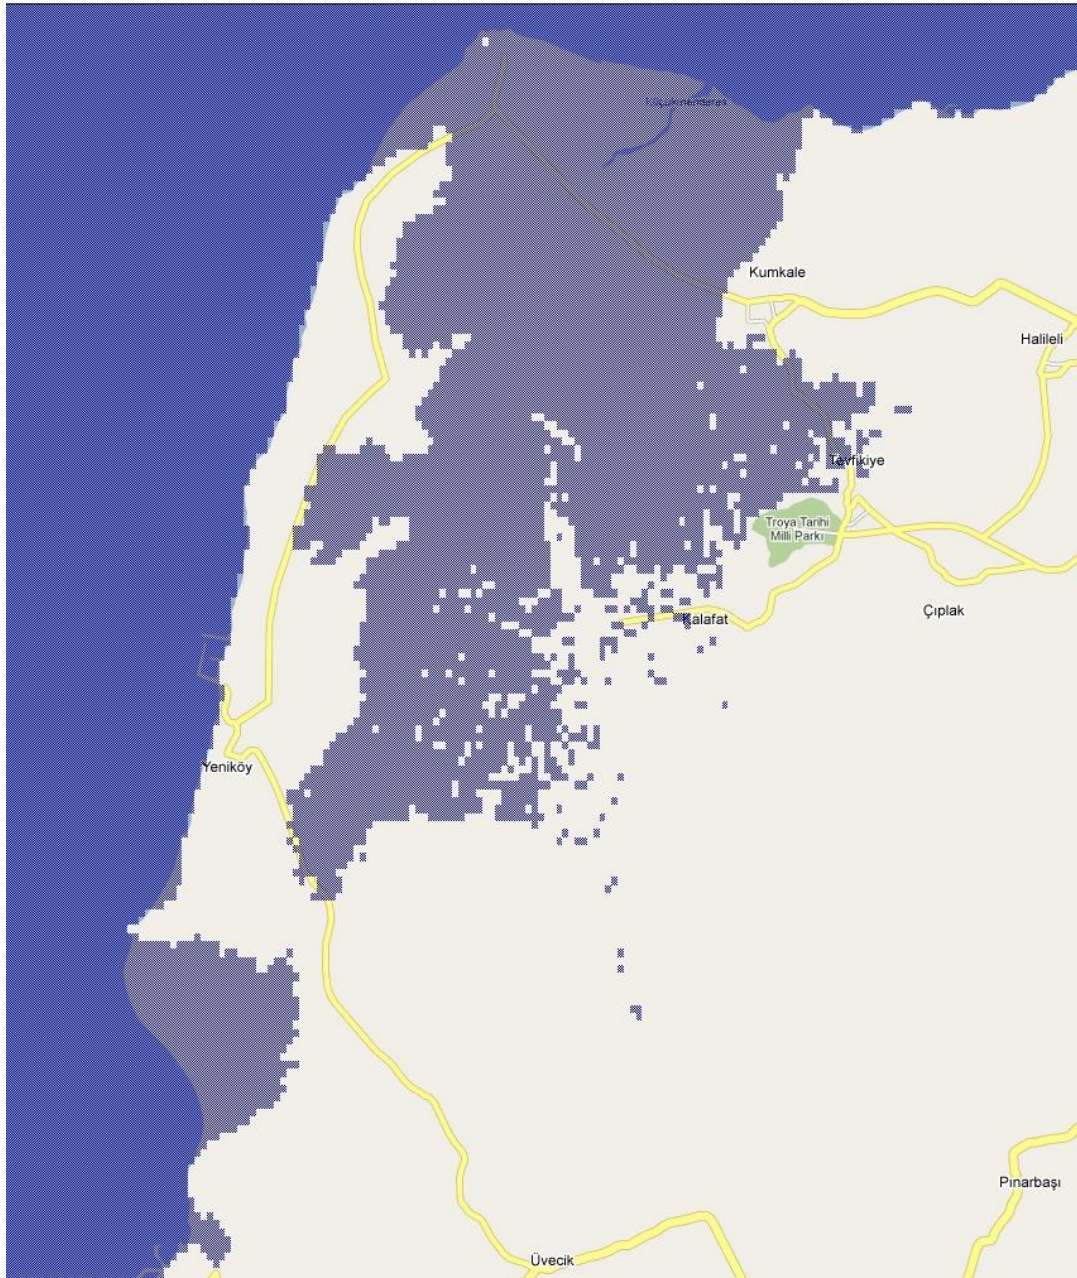 Kumkale
Halileli
Tevfikiye
Troya Tarihi
Milli Parkı
Kalafat
Çıplak
Yeniköy
Pınarbaşı
Üvecik